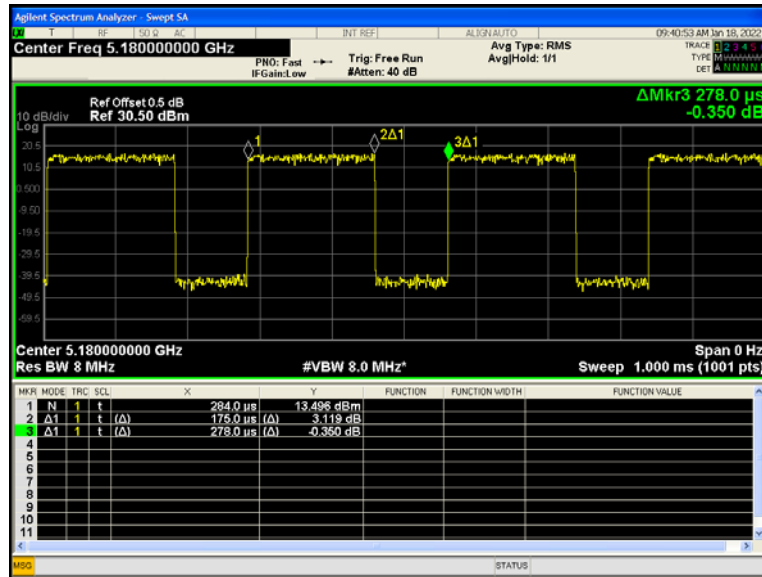 Agilent Spectrum Analyzer - Swept SA
T RF 50 Ω AC INT REF ALIGNAUTO 09:40:53 AM Jan 18, 2022
Center Freq 5.180000000 GHz
PNO: Fast
IFGain:Low
Trig: Free Run
#Atten: 40 dB
Avg Type: RMS
Avg|Hold: 1/1
TRACE 1 2 3 4 5
TYPE M
DET A N N N N
Ref Offset 0.5 dB
10 dB/div Ref 30.50 dBm
ΔMkr3 278.0 µs
-0.350 dB
Log
20.5
10.5
0.500
-9.50
-19.5
-29.5
-39.5
-49.5
-59.5
1
2Δ1
3Δ1
Center 5.180000000 GHz Span 0 Hz
Res BW 8 MHz #VBW 8.0 MHz* Sweep 1.000 ms (1001 pts)
MKR MODE TRC SCL X Y FUNCTION FUNCTION WIDTH FUNCTION VALUE
1 N 1 t 284.0 µs 13.496 dBm
2 Δ1 1 t (Δ) 175.0 µs (Δ) 3.119 dB
3 Δ1 1 t (Δ) 278.0 µs (Δ) -0.350 dB
4
5
6
7
8
9
10
11
MSG STATUS